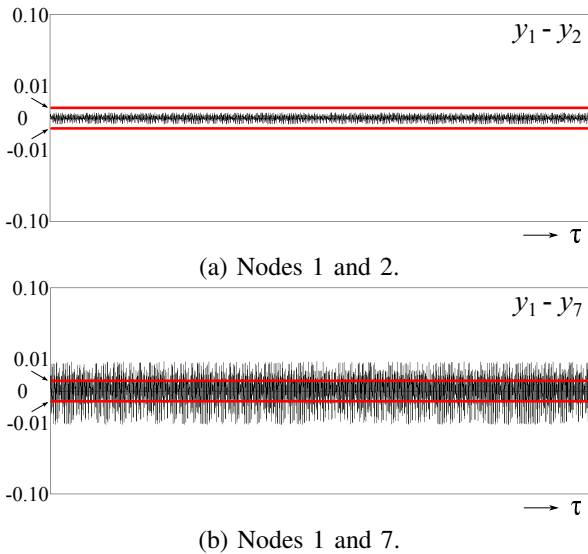 0.10
y₁ - y₂
0.01
0
-0.01
-0.10
τ
(a) Nodes 1 and 2.
0.10
y₁ - y₇
0.01
0
-0.01
-0.10
τ
(b) Nodes 1 and 7.